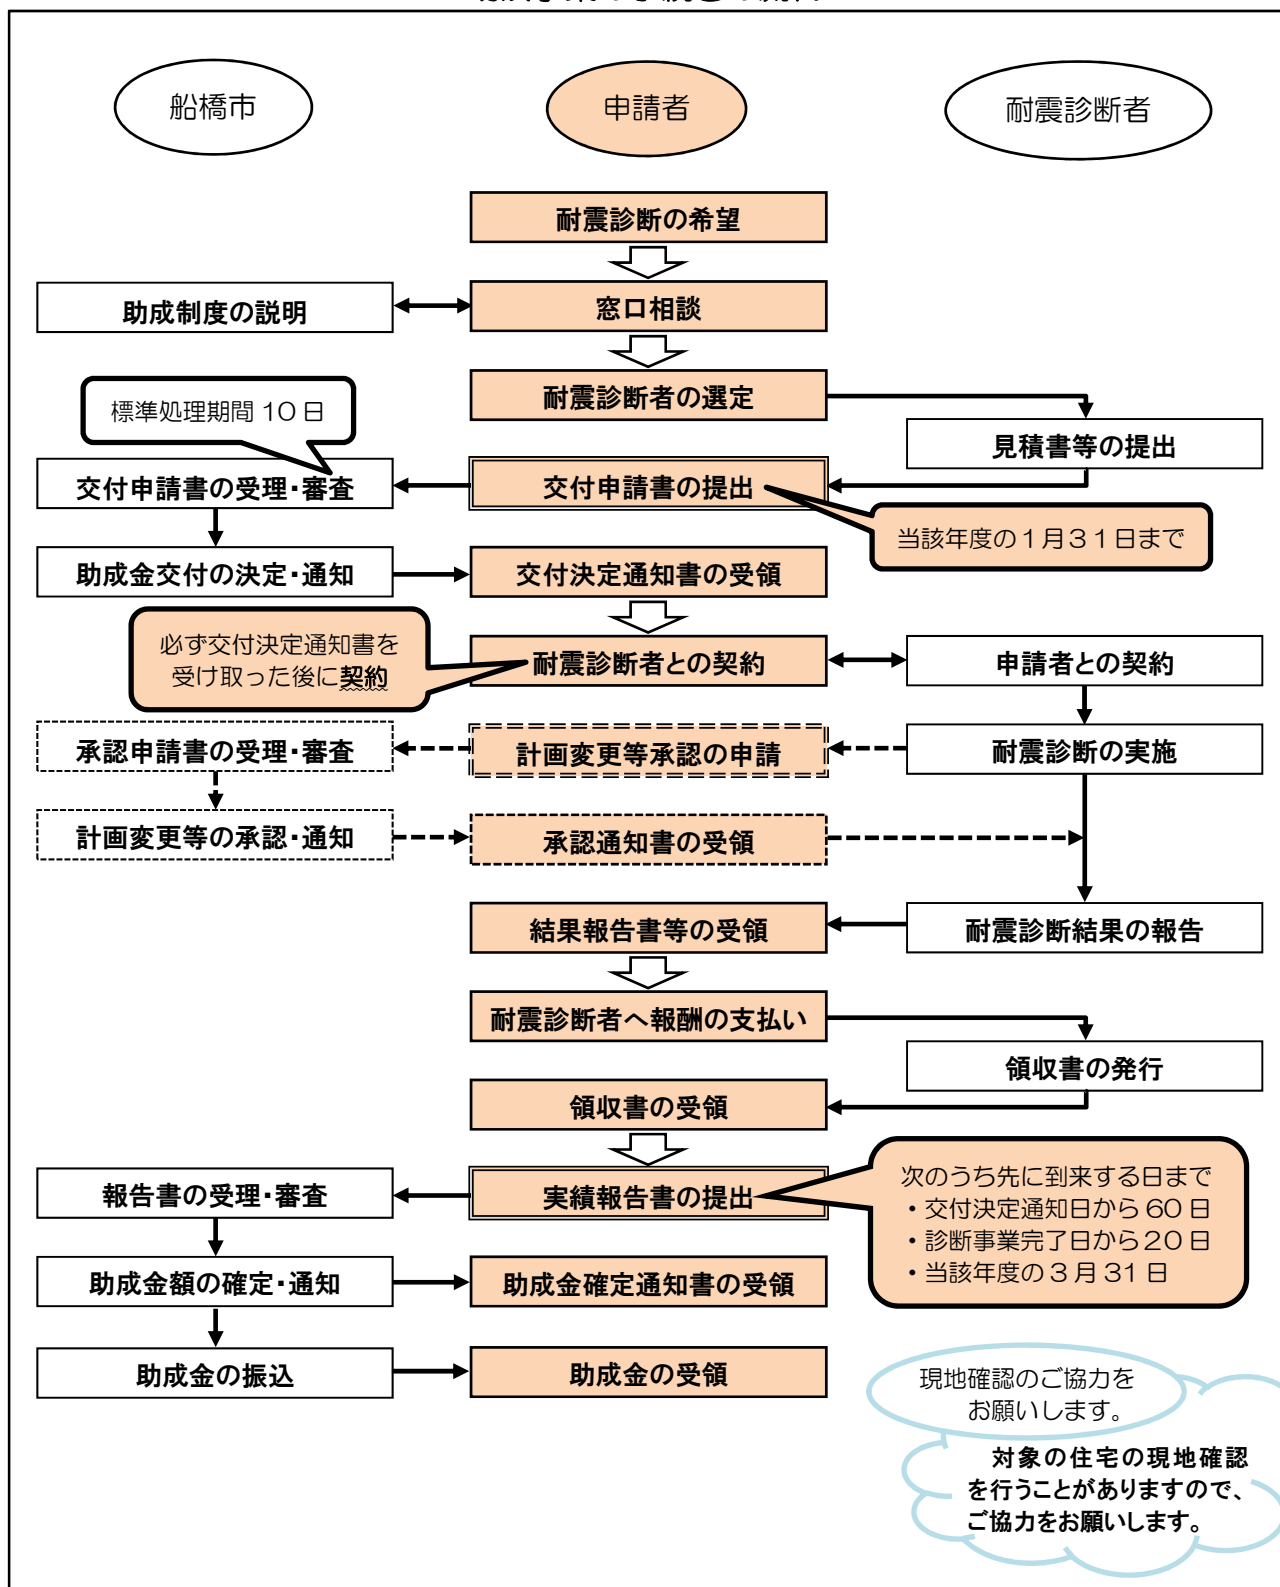 船橋市
申請者
耐震診断者
耐震診断の希望
助成制度の説明
窓口相談
耐震診断者の選定
標準処理期間 10 日
見積書等の提出
交付申請書の受理・審査
交付申請書の提出
当該年度の１月３１日まで
助成金交付の決定・通知
交付決定通知書の受領
必ず交付決定通知書を
受け取った後に契約
耐震診断者との契約
申請者との契約
承認申請書の受理・審査
計画変更等承認の申請
耐震診断の実施
計画変更等の承認・通知
承認通知書の受領
結果報告書等の受領
耐震診断結果の報告
耐震診断者へ報酬の支払い
領収書の発行
領収書の受領
報告書の受理・審査
実績報告書の提出
次のうち先に到来する日まで
・交付決定通知日から 60 日
・診断事業完了日から 20 日
・当該年度の 3 月 31 日
助成金額の確定・通知
助成金確定通知書の受領
助成金の振込
助成金の受領
現地確認のご協力を
お願いします。
対象の住宅の現地確認
を行うことがありますので、
ご協力をお願いします。